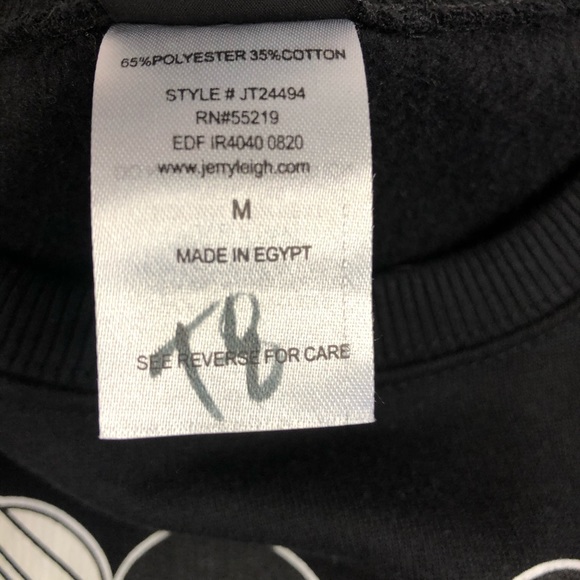 65%POLYESTER 35%COTTON
STYLE # JT24494
RN#55219
EDF IR4040 0820
www.jerryleigh.com
M
MADE IN EGYPT
T8
SEE REVERSE FOR CARE